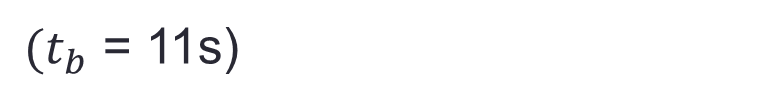 (t_b = 11s)